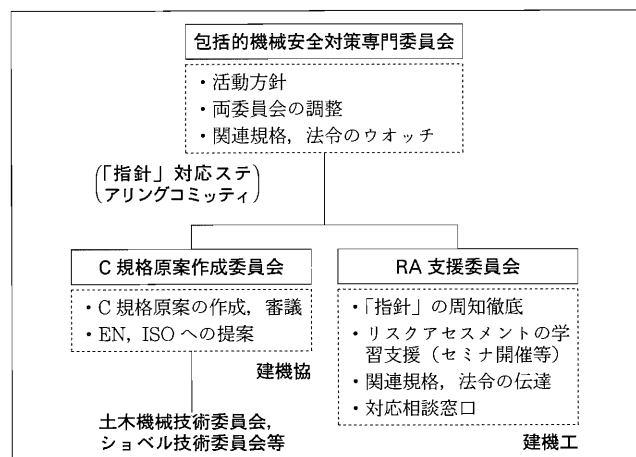 包括的機械安全対策専門委員会
・活動方針
・両委員会の調整
・関連規格，法令のウオッチ
(「指針」対応ステ
アリングコミッティ)
C 規格原案作成委員会
・C 規格原案の作成，審議
・EN，ISO への提案
建機協
土木機械技術委員会，
ショベル技術委員会等
RA 支援委員会
・「指針」の周知徹底
・リスクアセスメントの学
習支援（セミナ開催等）
・関連規格，法令の伝達
・対応相談窓口
建機工